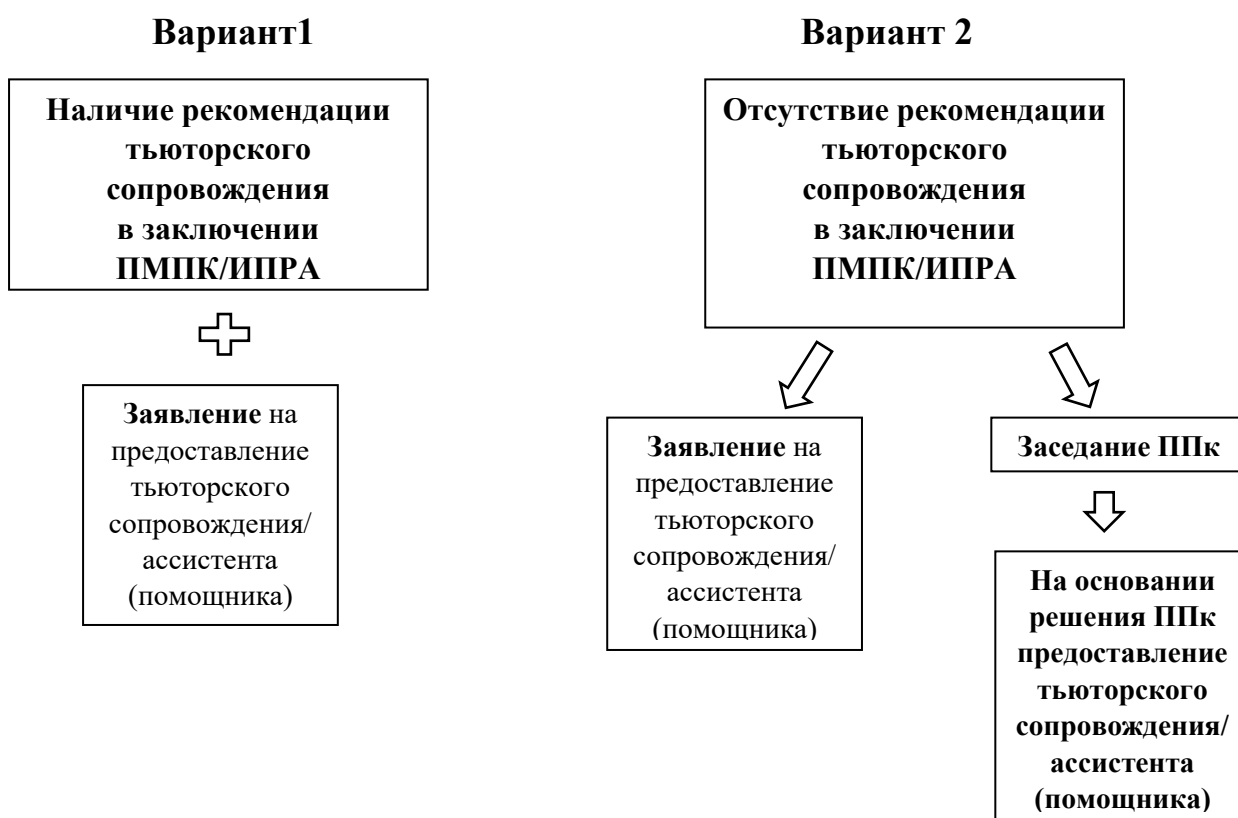 Вариант1
Наличие рекомендации
тьюторского
сопровождения
в заключении
ПМПК/ИПРА
Заявление на
предоставление
тьюторского
сопровождения/
ассистента
(помощника)
Вариант 2
Отсутствие рекомендации
тьюторского
сопровождения
в заключении
ПМПК/ИПРА
Заявление на
предоставление
тьюторского
сопровождения/
ассистента
(помощника)
Заседание ППк
На основании
решения ППк
предоставление
тьюторского
сопровождения/
ассистента
(помощника)